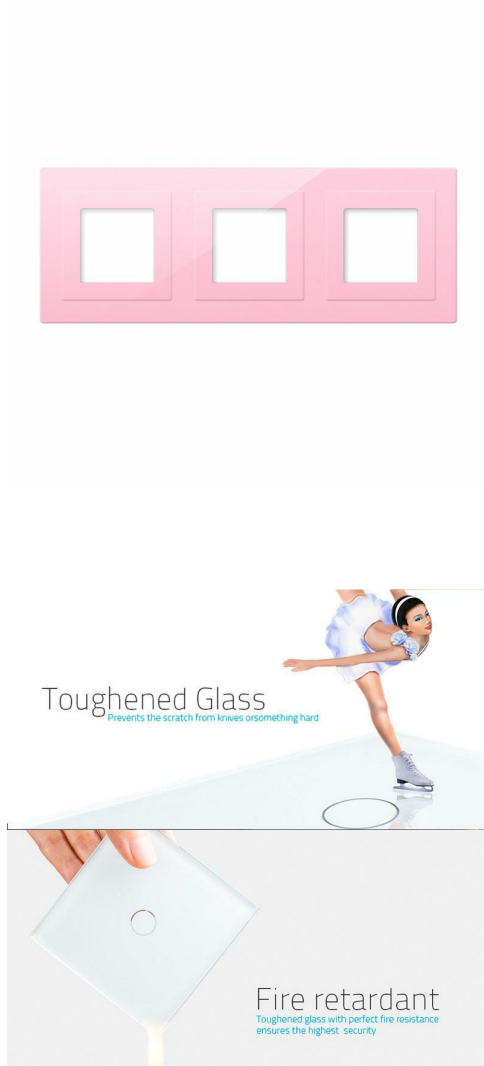 Toughened Glass
Prevents the scratch from knives orsomething hard
Fire retardant
Toughened glass with perfect fire resistance
ensures the highest security